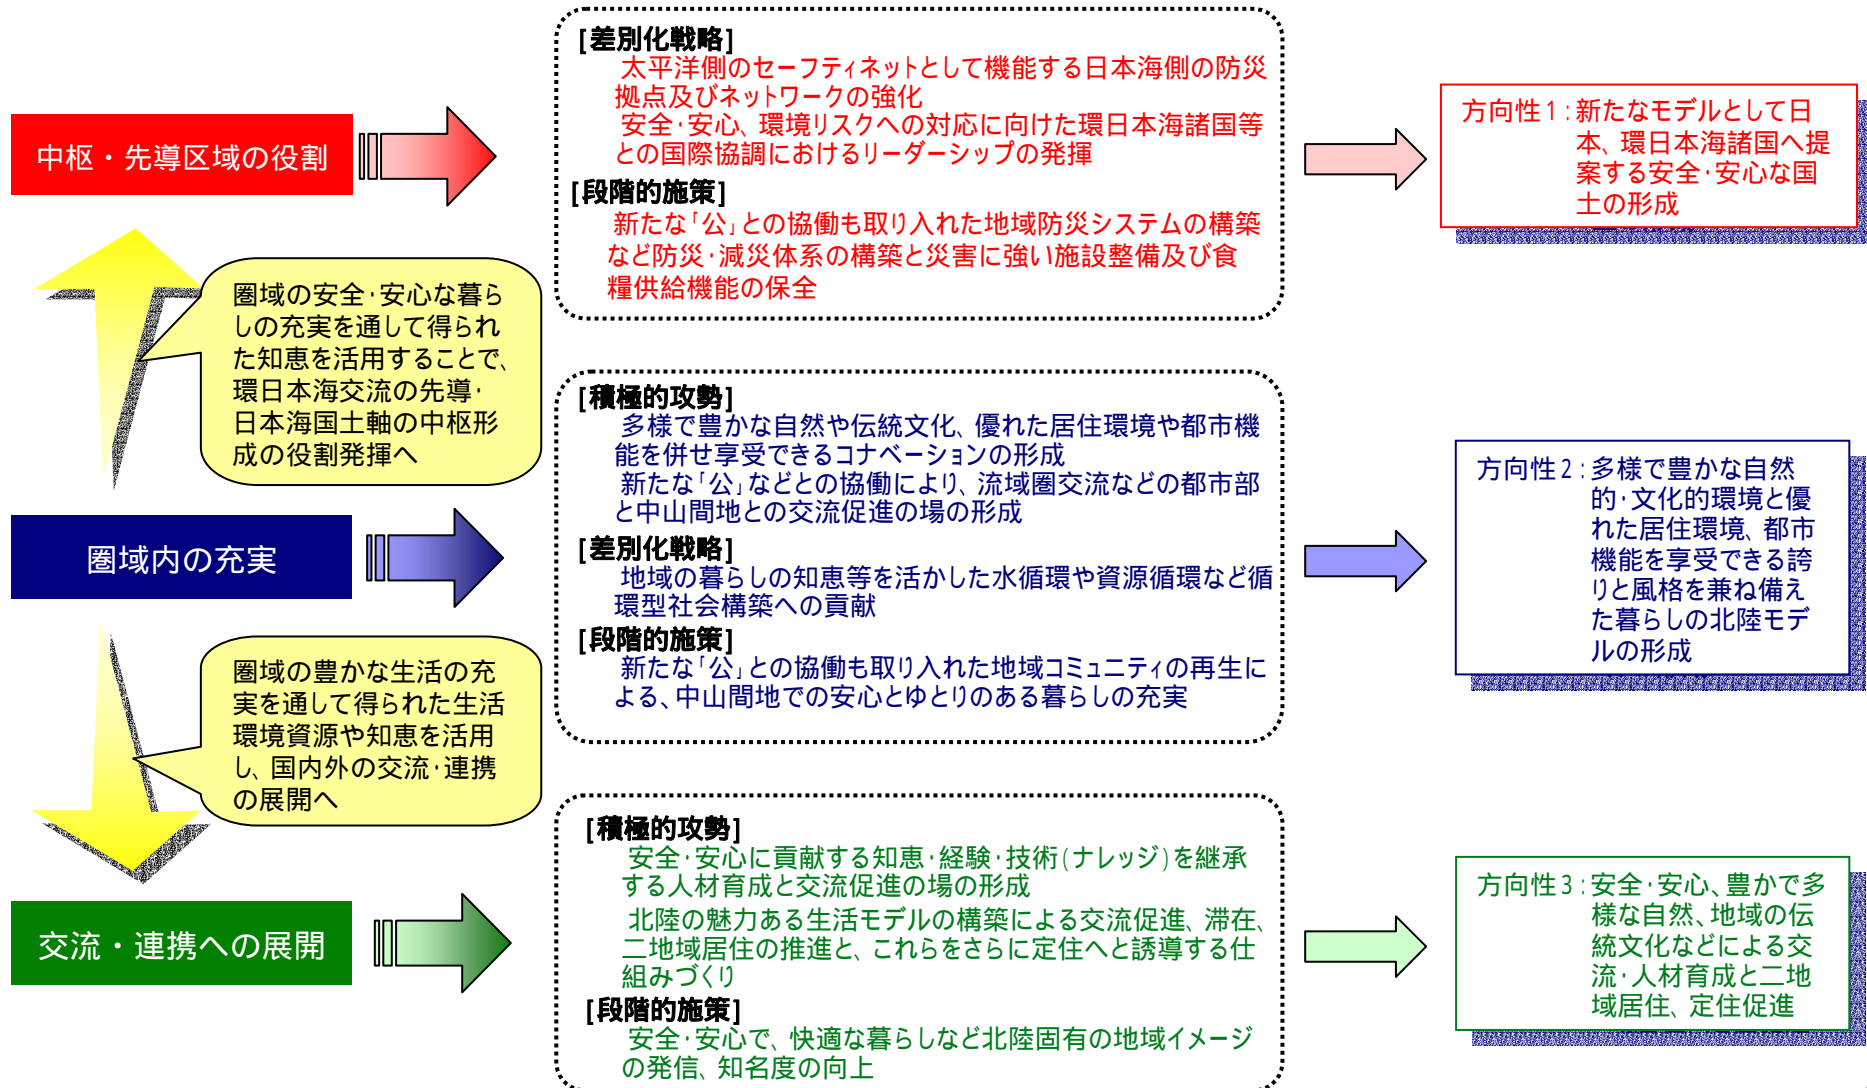 中枢・先導区域の役割
[差別化戦略]
太平洋側のセーフティネットとして機能する日本海側の防災
拠点及びネットワークの強化
安全･安心、環境リスクへの対応に向けた環日本海諸国等
との国際協調におけるリーダーシップの発揮
[段階的施策]
新たな｢公｣との協働も取り入れた地域防災システムの構築
など防災･減災体系の構築と災害に強い施設整備及び食
糧供給機能の保全
方向性1：新たなモデルとして日
本、環日本海諸国へ提
案する安全･安心な国
土の形成
圏域の安全･安心な暮ら
しの充実を通して得られ
た知恵を活用することで、
環日本海交流の先導･
日本海国土軸の中枢形
成の役割発揮へ
圏域内の充実
[積極的攻勢]
多様で豊かな自然や伝統文化、優れた居住環境や都市機
能を併せ享受できるコナベーションの形成
新たな｢公｣などとの協働により、流域圏交流などの都市部
と中山間地との交流促進の場の形成
[差別化戦略]
地域の暮らしの知恵等を活かした水循環や資源循環など循
環型社会構築への貢献
[段階的施策]
新たな｢公｣との協働も取り入れた地域コミュニティの再生に
よる、中山間地での安心とゆとりのある暮らしの充実
方向性2：多様で豊かな自然
的･文化的環境と優
れた居住環境、都市
機能を享受できる誇
りと風格を兼ね備え
た暮らしの北陸モデ
ルの形成
圏域の豊かな生活の充
実を通して得られた生活
環境資源や知恵を活用
し、国内外の交流･連携
の展開へ
交流・連携への展開
[積極的攻勢]
安全･安心に貢献する知恵･経験･技術(ナレッジ)を継承
する人材育成と交流促進の場の形成
北陸の魅力ある生活モデルの構築による交流促進、滞在、
二地域居住の推進と、これらをさらに定住へと誘導する仕
組みづくり
[段階的施策]
安全･安心で、快適な暮らしなど北陸固有の地域イメージ
の発信、知名度の向上
方向性3：安全･安心、豊かで多
様な自然、地域の伝
統文化などによる交
流･人材育成と二地
域居住、定住促進